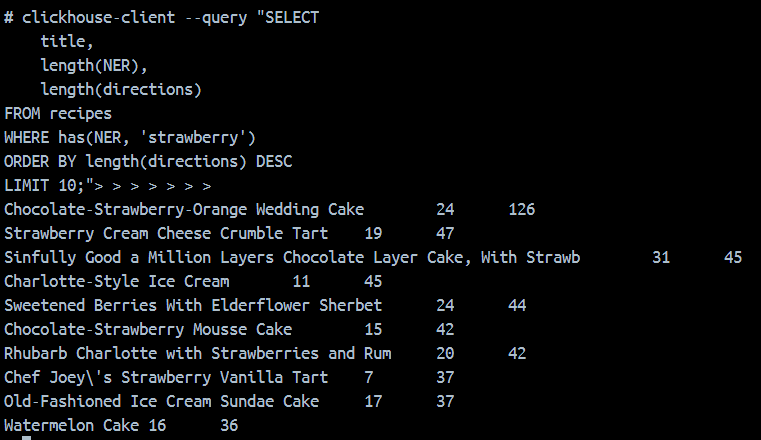 # clickhouse-client --query "SELECT
    title,
    length(NER),
    length(directions)
FROM recipes
WHERE has(NER, 'strawberry')
ORDER BY length(directions) DESC
LIMIT 10;"> > > > > > >
Chocolate-Strawberry-Orange Wedding Cake	24	126
Strawberry Cream Cheese Crumble Tart	19	47
Sinfully Good a Million Layers Chocolate Layer Cake, With Strawb	31	45
Charlotte-Style Ice Cream	11	45
Sweetened Berries With Elderflower Sherbet	24	44
Chocolate-Strawberry Mousse Cake	15	42
Rhubarb Charlotte with Strawberries and Rum	20	42
Chef Joey\'s Strawberry Vanilla Tart	7	37
Old-Fashioned Ice Cream Sundae Cake	17	37
Watermelon Cake	16	36